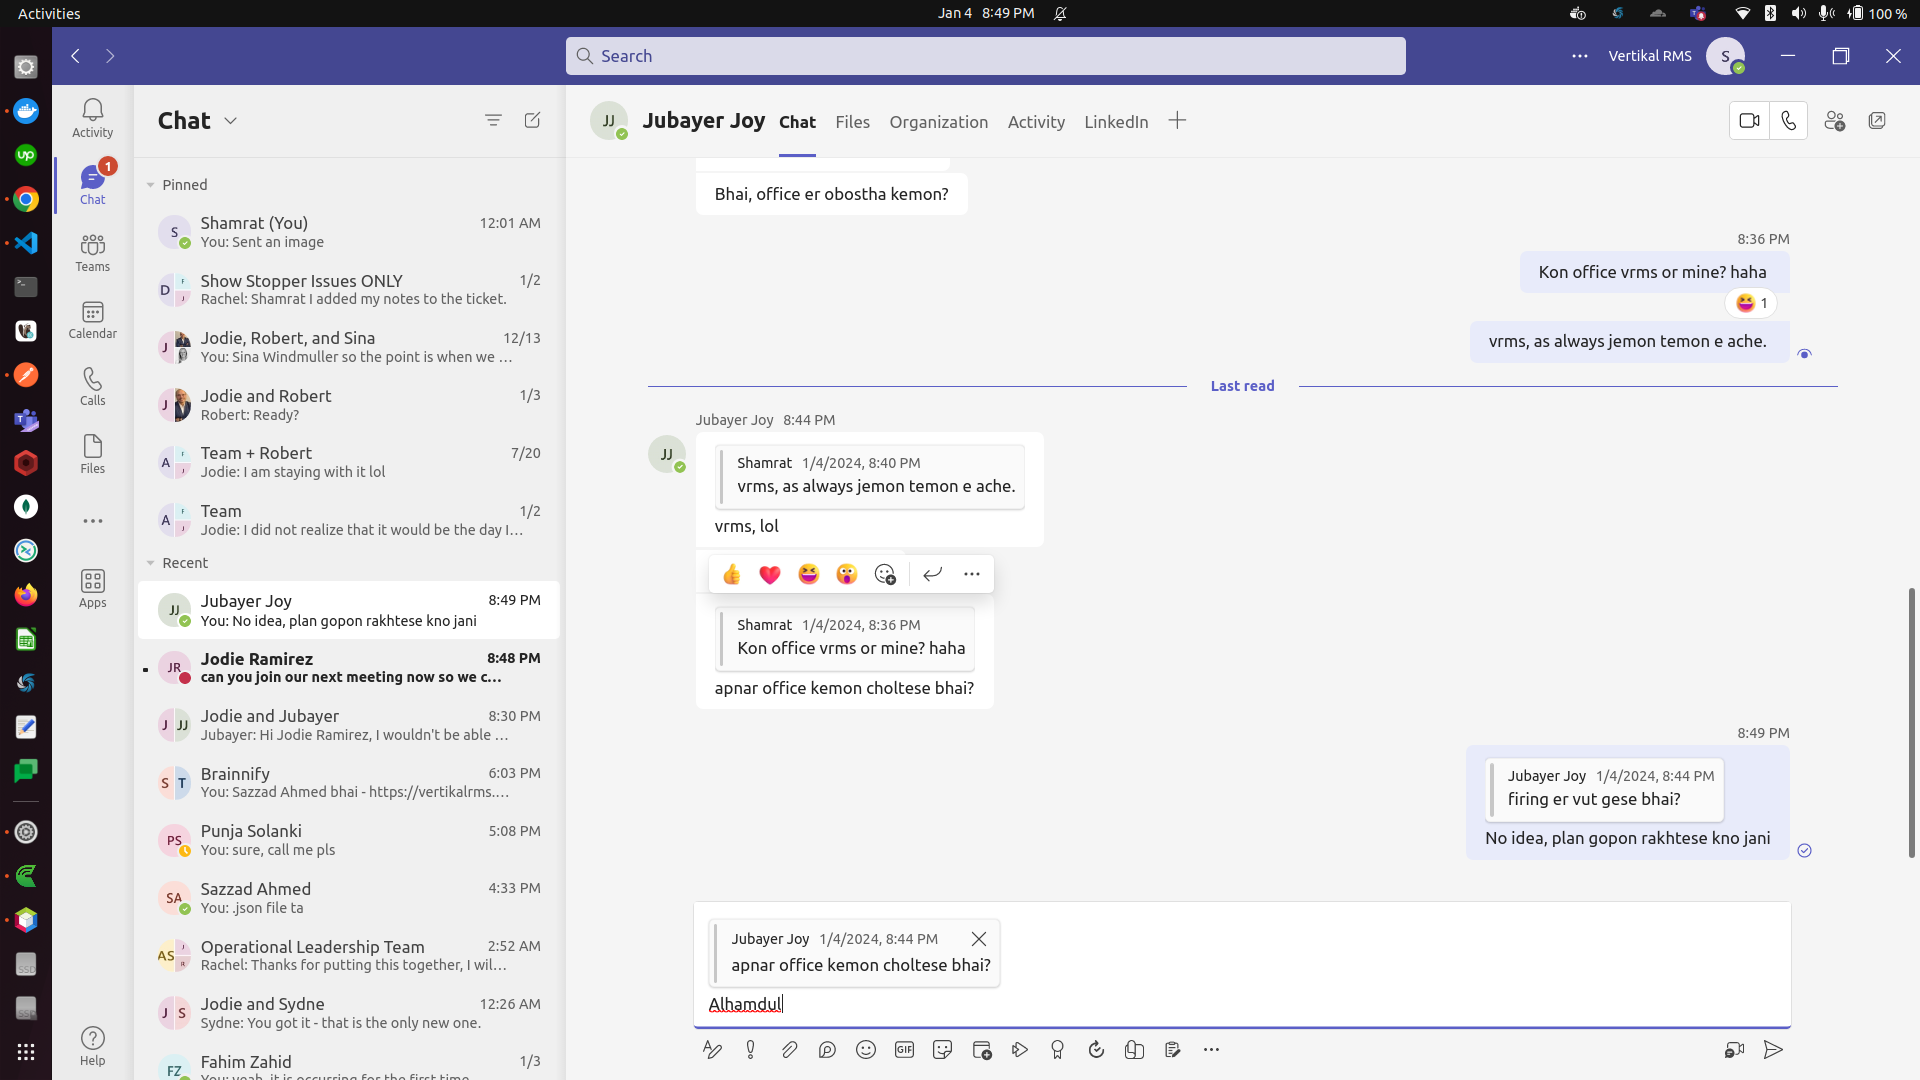 Activities
Jan 4 8:49 PM
100 %
Search
Vertikal RMS
S
Activity
1
Chat
Teams
Calendar
Calls
Files
Apps
Help
Chat
Pinned
S
Shamrat (You) 12:01 AM
You: Sent an image
D F J
Show Stopper Issues ONLY 1/2
Rachel: Shamrat I added my notes to the ticket.
J
Jodie, Robert, and Sina 12/13
You: Sina Windmuller so the point is when we ...
J
Jodie and Robert 1/3
Robert: Ready?
A F J
Team + Robert 7/20
Jodie: I am staying with it lol
A F J
Team 1/2
Jodie: I did not realize that it would be the day I...
Recent
JJ
Jubayer Joy 8:49 PM
You: No idea, plan gopon rakhtese kno jani
JR
Jodie Ramirez 8:48 PM
can you join our next meeting now so we c...
J JJ
Jodie and Jubayer 8:30 PM
Jubayer: Hi Jodie Ramirez, I wouldn't be able ...
S T
Brainnify 6:03 PM
You: Sazzad Ahmed bhai - https://vertikalrms....
PS
Punja Solanki 5:08 PM
You: sure, call me pls
SA
Sazzad Ahmed 4:33 PM
You: .json file ta
AS J R
Operational Leadership Team 2:52 AM
Rachel: Thanks for putting this together, I wil...
J S
Jodie and Sydne 12:26 AM
Sydne: You got it - that is the only new one.
FZ
Fahim Zahid 1/3
You: yeah, it is occurring for the first time
JJ
Jubayer Joy Chat Files Organization Activity LinkedIn
Bhai, office er obostha kemon?
8:36 PM
Kon office vrms or mine? haha
1
vrms, as always jemon temon e ache.
Last read
Jubayer Joy 8:44 PM
JJ
Shamrat 1/4/2024, 8:40 PM
vrms, as always jemon temon e ache.
vrms, lol
Shamrat 1/4/2024, 8:36 PM
Kon office vrms or mine? haha
apnar office kemon choltese bhai?
8:49 PM
Jubayer Joy 1/4/2024, 8:44 PM
firing er vut gese bhai?
No idea, plan gopon rakhtese kno jani
Jubayer Joy 1/4/2024, 8:44 PM
apnar office kemon choltese bhai?
Alhamdul
GIF